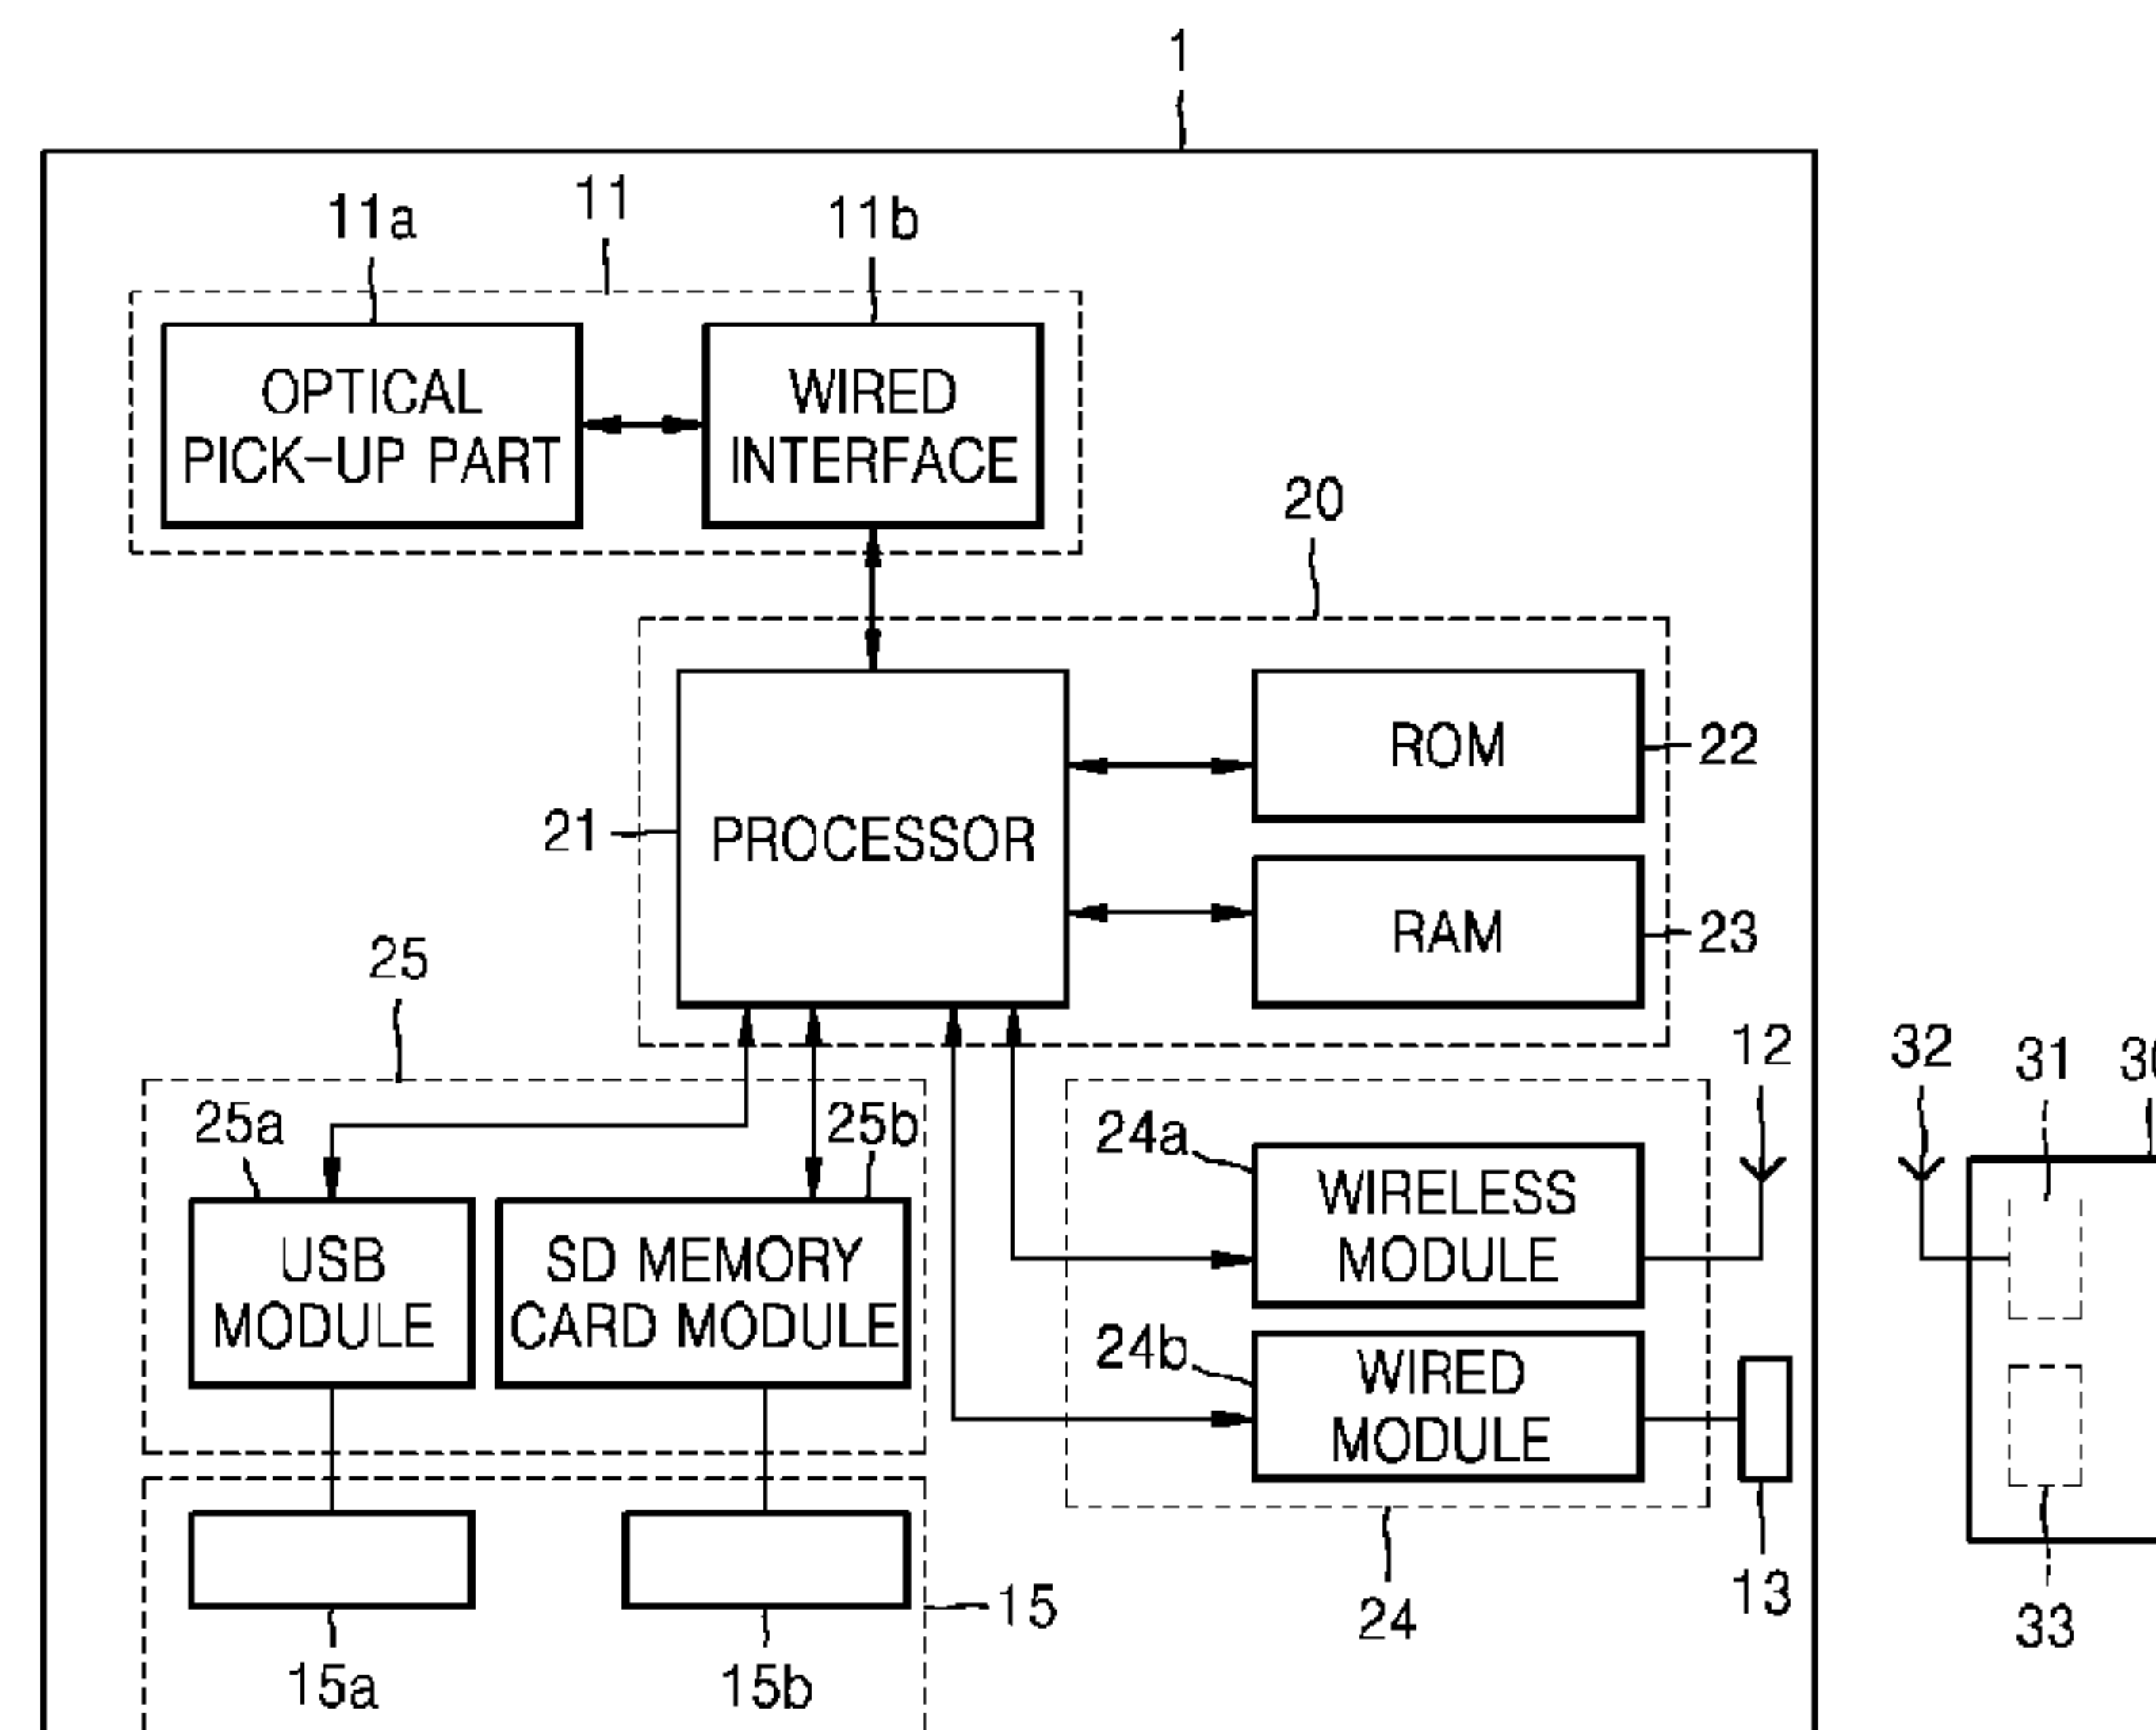 1
11
11a
11b
OPTICAL
PICK-UP PART
WIRED
INTERFACE
20
21
PROCESSOR
ROM
22
RAM
23
25
25a
25b
USB
MODULE
SD MEMORY
CARD MODULE
24a
WIRELESS
MODULE
24b
WIRED
MODULE
12
32
31
13
24
33
15
15a
15b